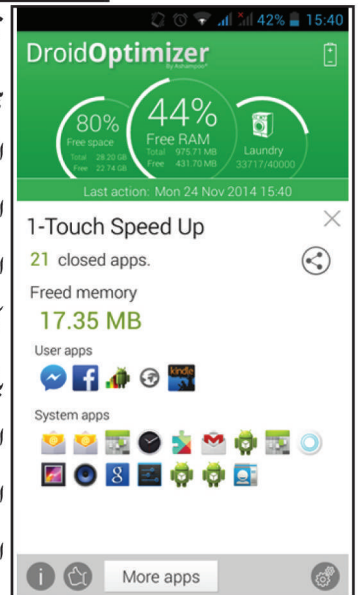 42% 15:40
DroidOptimizer
By Ashampoo®
80%
Free space
Total 28.20 GB
Free 22.74 GB
44%
Free RAM
Total 975.71 MB
Free 431.70 MB
Laundry
33717/40000
Last action: Mon 24 Nov 2014 15:40
1-Touch Speed Up
21 closed apps.
Freed memory
17.35 MB
User apps
kindle
System apps
8
More apps